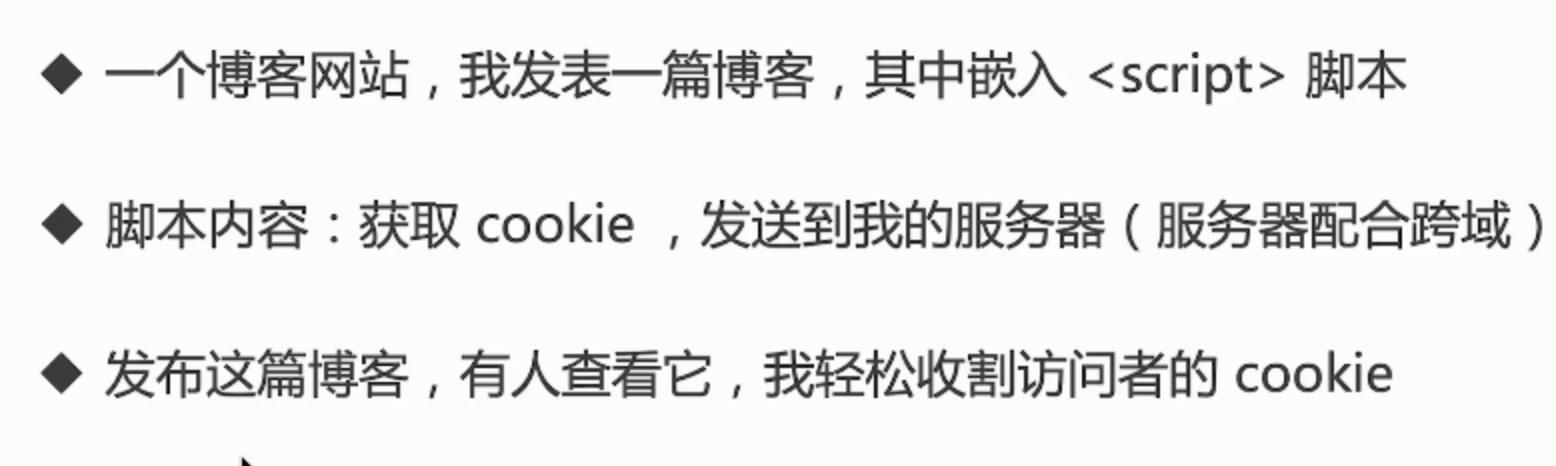 ◆ 一个博客网站，我发表一篇博客，其中嵌入 <script> 脚本
◆ 脚本内容：获取 cookie ，发送到我的服务器（服务器配合跨域）
◆ 发布这篇博客，有人查看它，我轻松收割访问者的 cookie